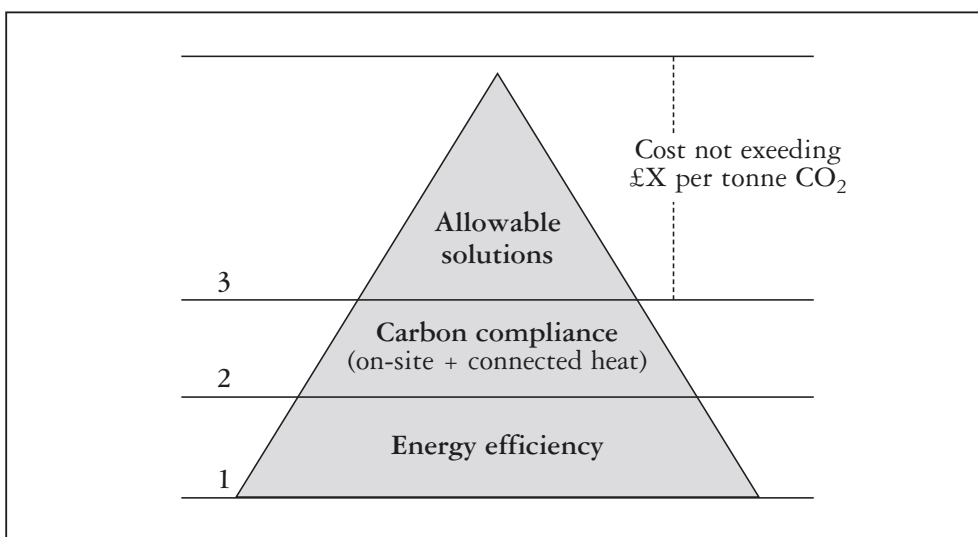 Cost not exeeding
£X per tonne CO₂
Allowable
solutions
3
Carbon compliance
(on-site + connected heat)
2
Energy efficiency
1